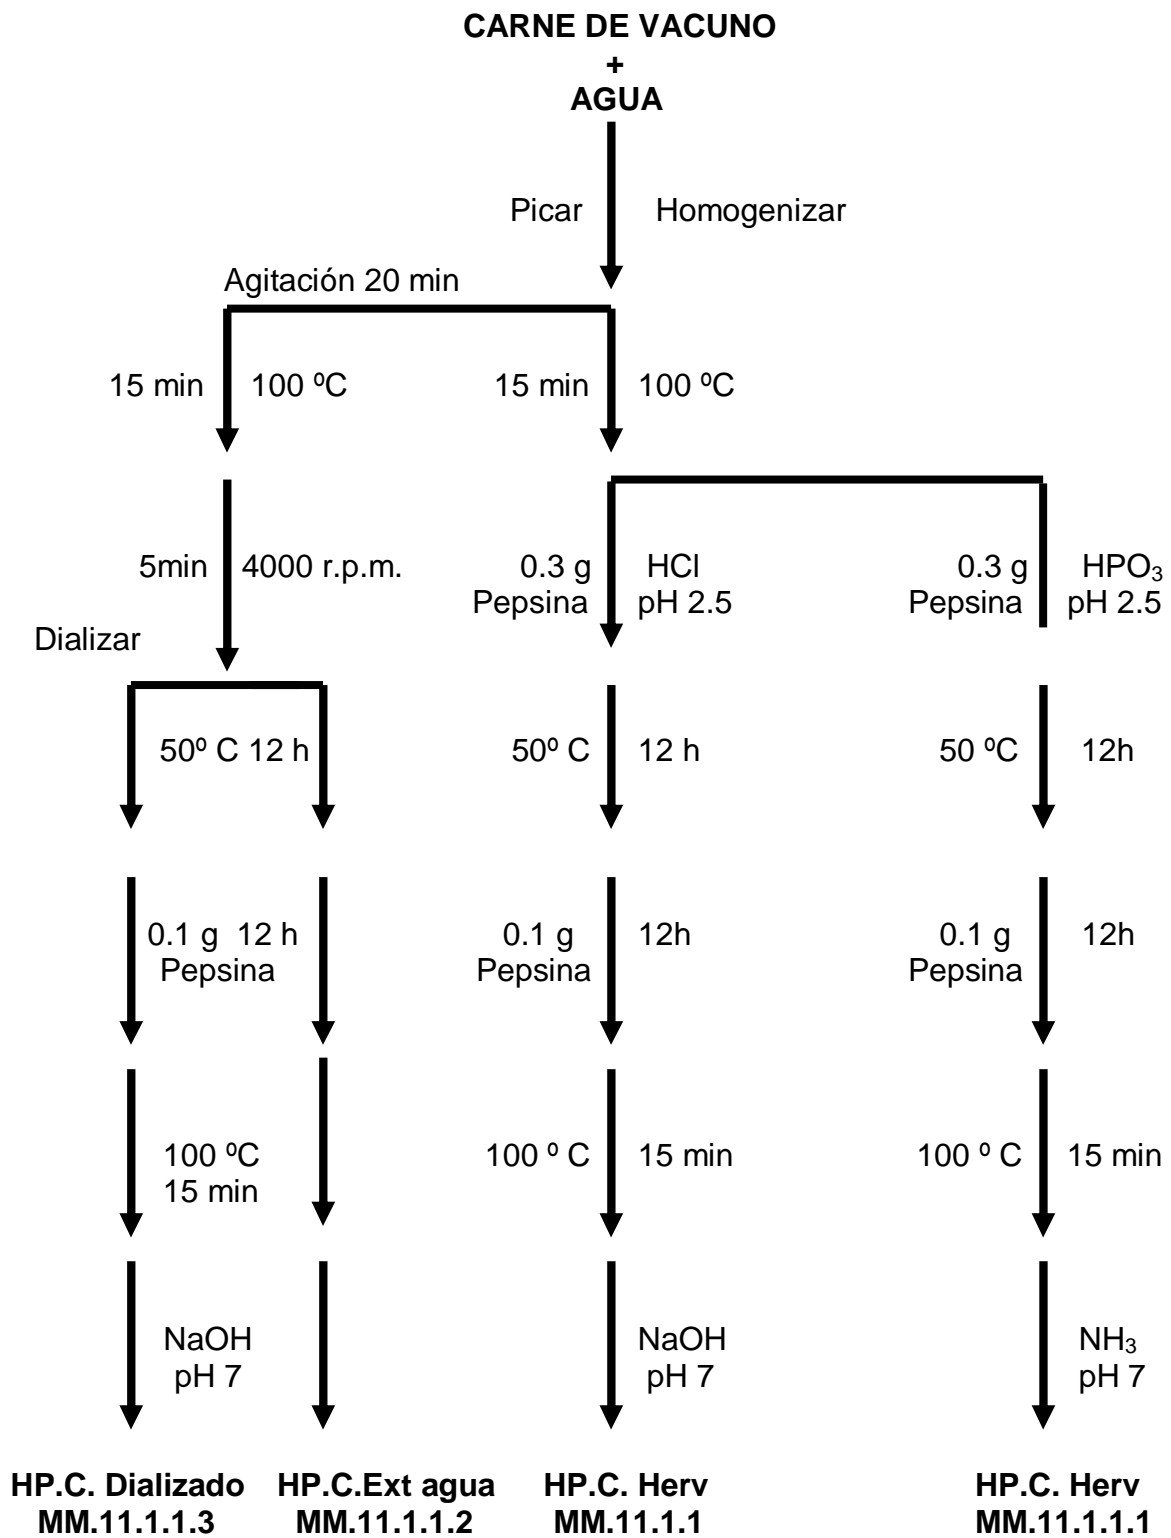 CARNE DE VACUNO
+
AGUA
Picar Homogenizar
Agitación 20 min
15 min 100 ºC 15 min 100 ºC
5min 4000 r.p.m. 0.3 g HCl 0.3 g HPO₃
Pepsina pH 2.5 Pepsina pH 2.5
Dializar
50º C 12 h 50º C 12 h 50 ºC 12h
0.1 g 12 h 0.1 g 12h 0.1 g 12h
Pepsina Pepsina Pepsina
100 ºC 100 º C 15 min 100 º C 15 min
15 min
NaOH NaOH NH₃
pH 7 pH 7 pH 7
HP.C. Dializado HP.C.Ext agua HP.C. Herv HP.C. Herv
MM.11.1.1.3 MM.11.1.1.2 MM.11.1.1 MM.11.1.1.1